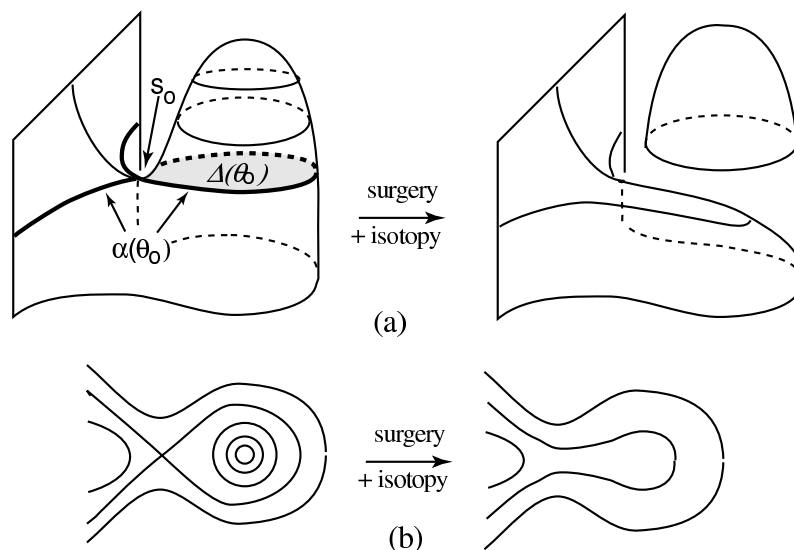 s₀
Δ(θ₀)
α(θ₀)
surgery
+ isotopy
(a)
surgery
+ isotopy
(b)